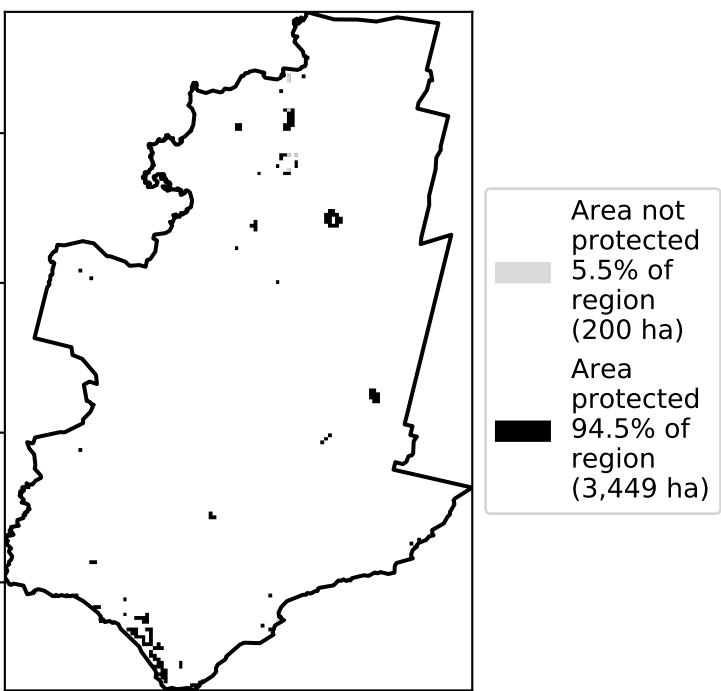 Area not
protected
5.5% of
region
(200 ha)
Area
protected
94.5% of
region
(3,449 ha)